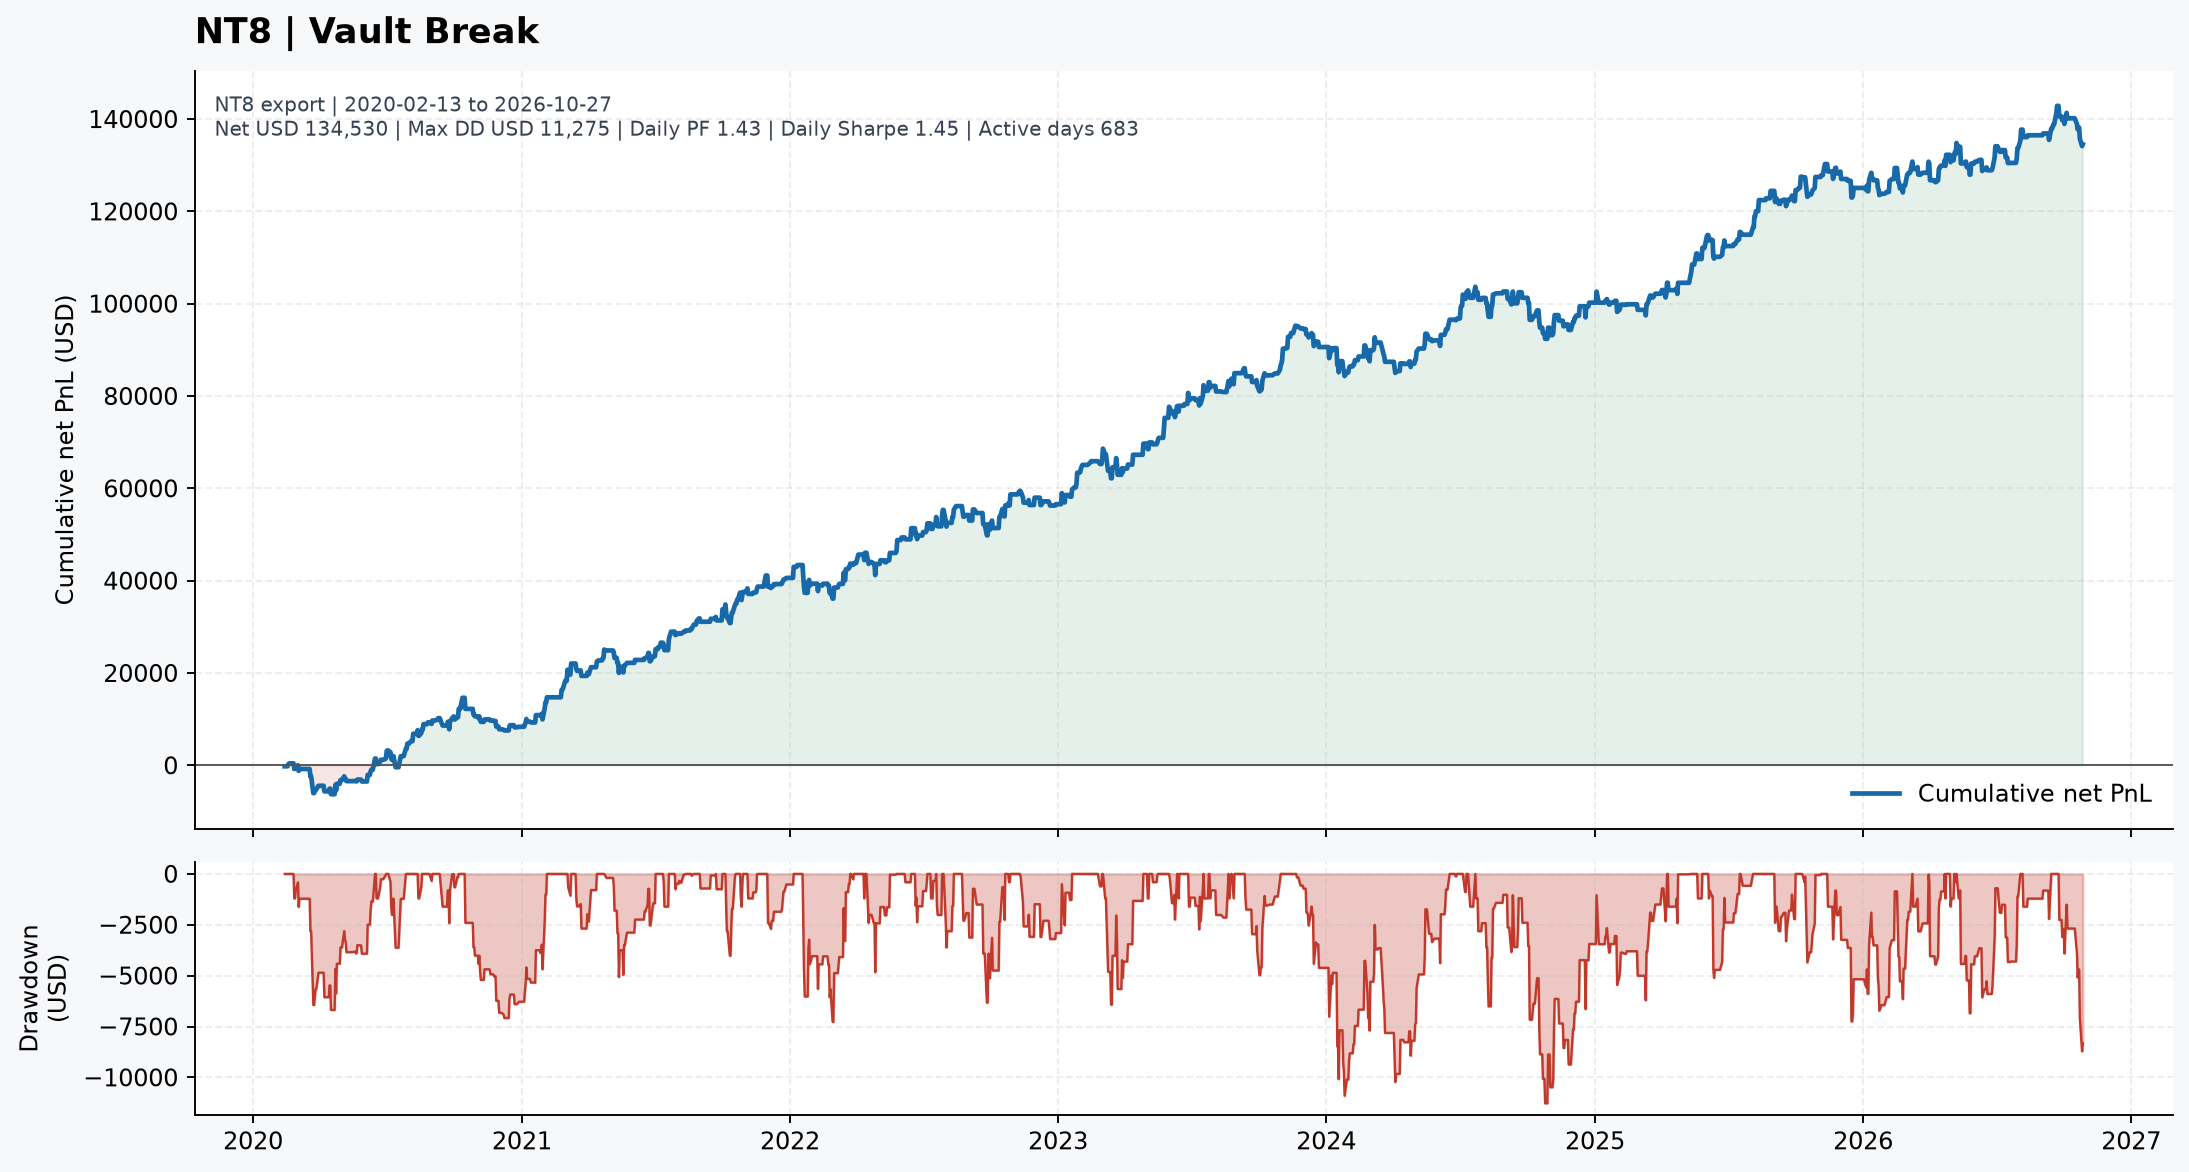 NT8 | Vault Break
NT8 export | 2020-02-13 to 2026-10-27
Net USD 134,530 | Max DD USD 11,275 | Daily PF 1.43 | Daily Sharpe 1.45 | Active days 683
Cumulative net PnL (USD)
140000
120000
100000
80000
60000
40000
20000
0
Cumulative net PnL
Drawdown
(USD)
0
−2500
−5000
−7500
−10000
2020 2021 2022 2023 2024 2025 2026 2027